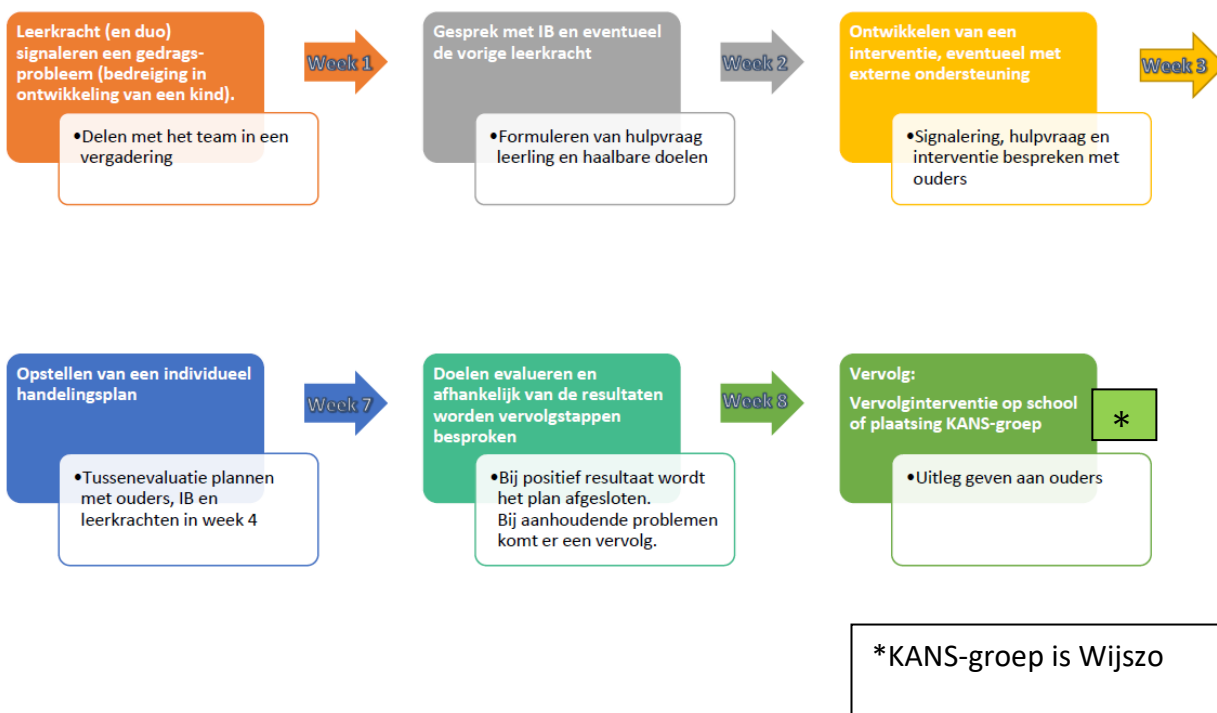 Leerkracht (en duo)
signaleren een gedrags-
probleem (bedreiging in
ontwikkeling van een kind).
•Delen met het team in een
vergadering
Week 1
Gesprek met IB en eventueel
de vorige leerkracht
•Formuleren van hulpvraag
leerling en haalbare doelen
Week 2
Ontwikkelen van een
interventie, eventueel met
externe ondersteuning
•Signalering, hulpvraag en
interventie bespreken met
ouders
Week 3
Opstellen van een individueel
handelingsplan
•Tussenevaluatie plannen
met ouders, IB en
leerkrachten in week 4
Week 7
Doelen evalueren en
afhankelijk van de resultaten
worden vervolgstappen
besproken
•Bij positief resultaat wordt
het plan afgesloten.
Bij aanhoudende problemen
komt er een vervolg.
Week 8
Vervolg:
Vervolginterventie op school
of plaatsing KANS-groep
*
•Uitleg geven aan ouders
*KANS-groep is Wijszo